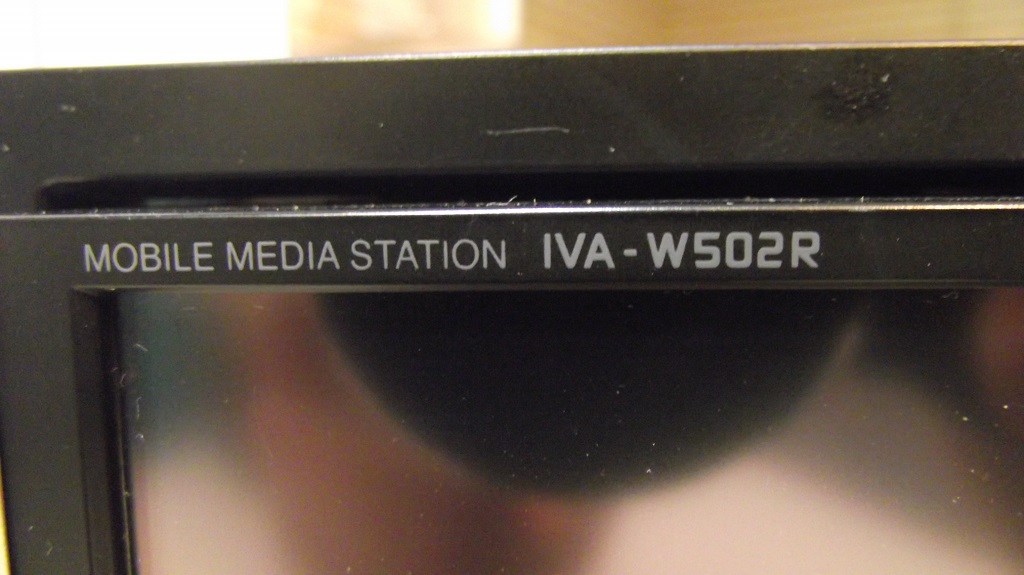 MOBILE MEDIA STATION IVA-W502R